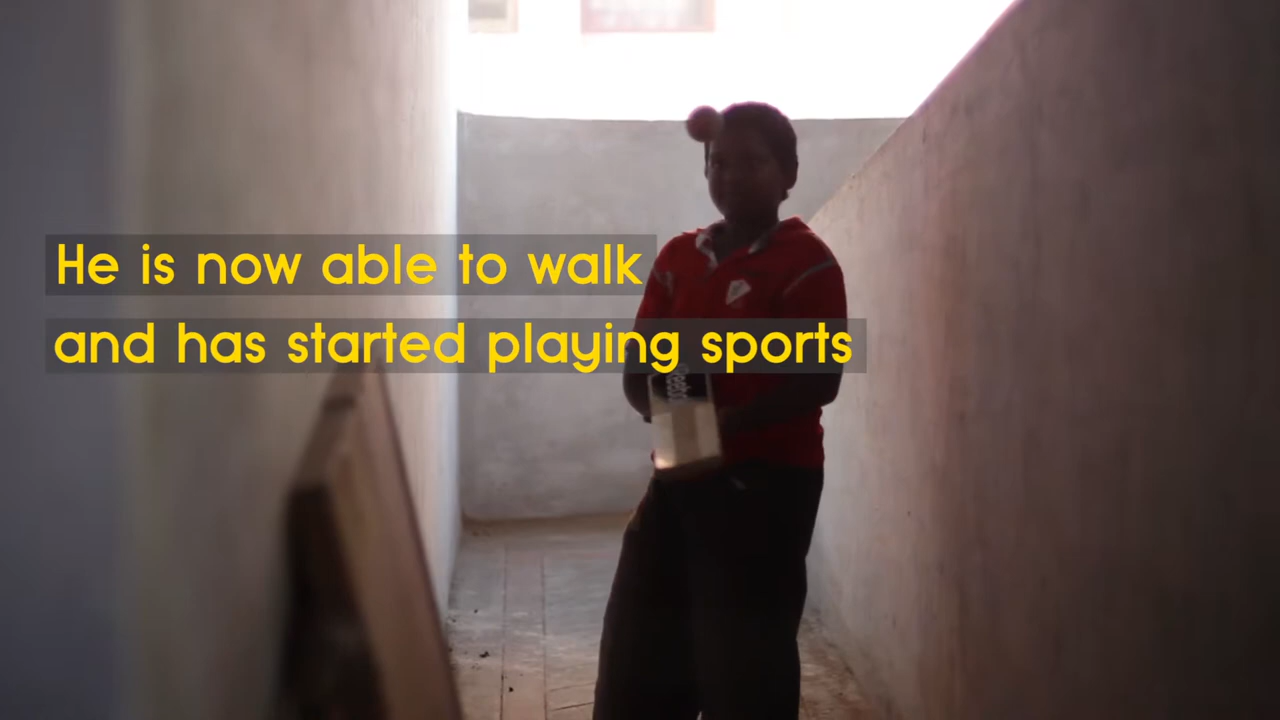 He is now able to walk
and has started playing sports